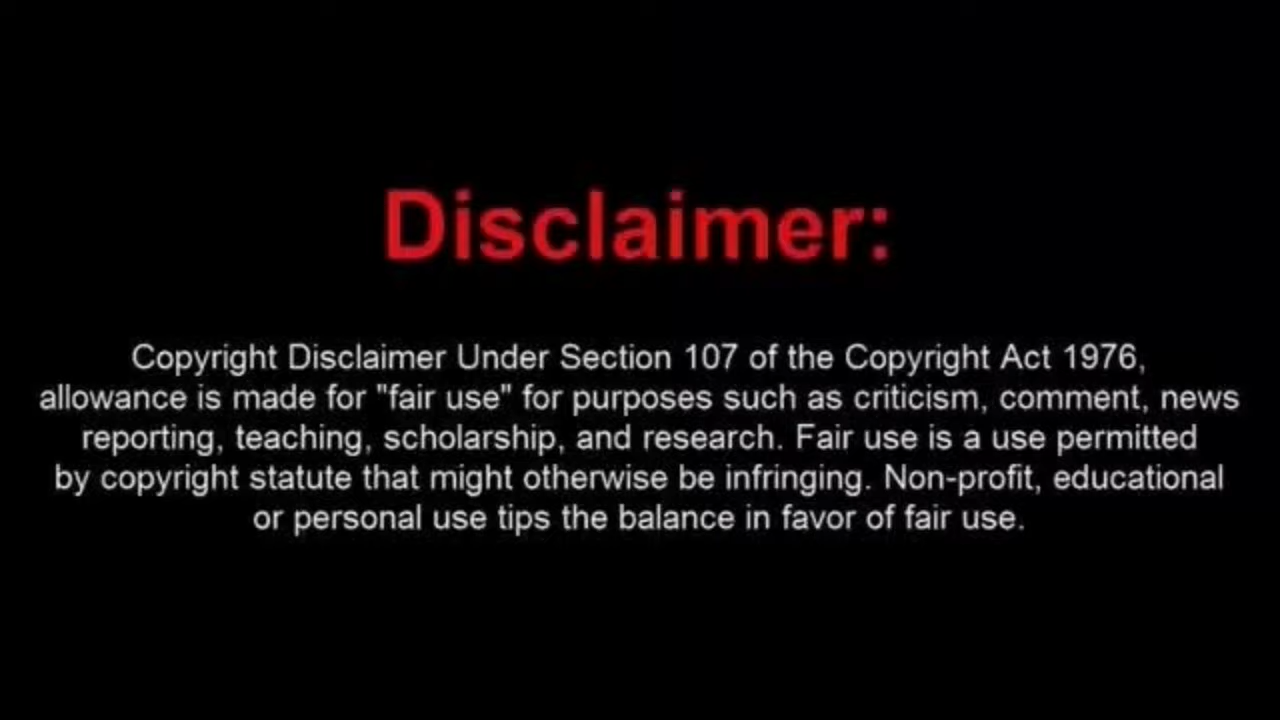 Disclaimer:
Copyright Disclaimer Under Section 107 of the Copyright Act 1976,
allowance is made for "fair use" for purposes such as criticism, comment, news
reporting, teaching, scholarship, and research. Fair use is a use permitted
by copyright statute that might otherwise be infringing. Non-profit, educational
or personal use tips the balance in favor of fair use.